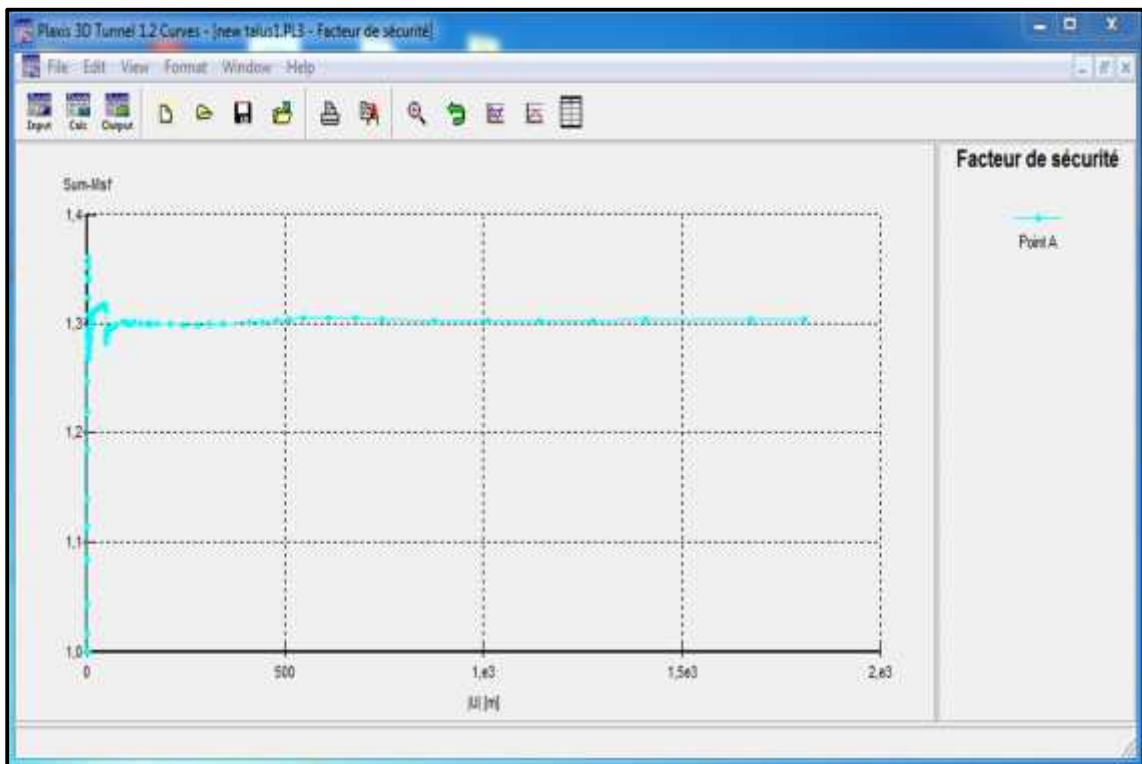 Plaxis 3D Tunnel 1.2 Curves - [new talus1.PL3 - Facteur de sécurité]
File Edit View Format Window Help
Input Calc Output
Facteur de sécurité
Point A
Sum-Msf
1,4
1,3
1,2
1,1
1,0
0 500 1,e3 1,5e3 2,e3
|U| [m]